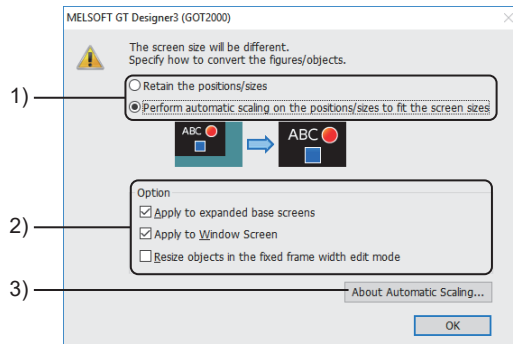 MELSOFT GT Designer3 (GOT2000)
The screen size will be different.
Specify how to convert the figures/objects.
1)
Retain the positions/sizes
Perform automatic scaling on the positions/sizes to fit the screen sizes
ABC
ABC
2)
Option
Apply to expanded base screens
Apply to Window Screen
Resize objects in the fixed frame width edit mode
3)
About Automatic Scaling...
OK